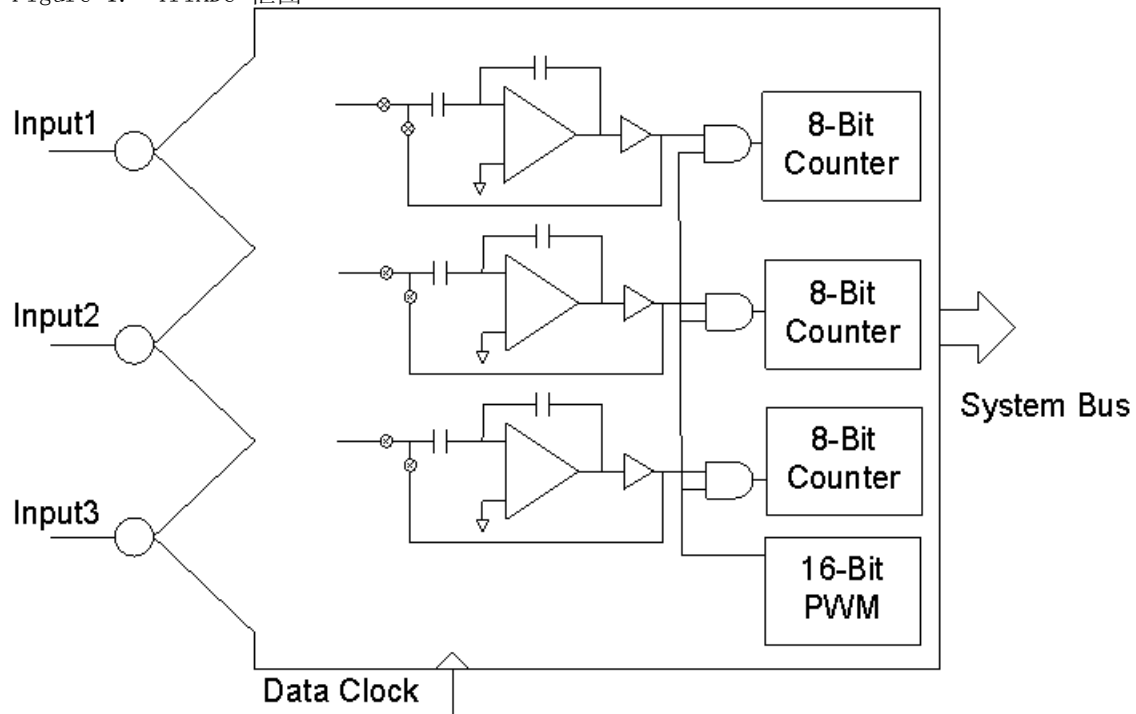 Input1
8-Bit
Counter
Input2
8-Bit
Counter
System Bus
8-Bit
Counter
Input3
16-Bit
PWM
Data Clock